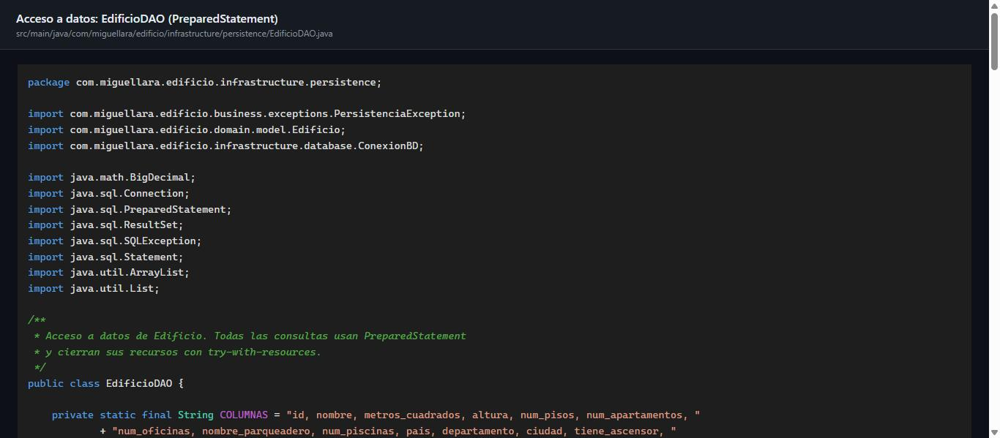 Acceso a datos: EdificioDAO (PreparedStatement)
src/main/java/com/miguellara/edificio/infrastructure/persistence/EdificioDAO.java
package com.miguellara.edificio.infrastructure.persistence;
import com.miguellara.edificio.business.exceptions.PersistenciaException;
import com.miguellara.edificio.domain.model.Edificio;
import com.miguellara.edificio.infrastructure.database.ConexionBD;
import java.math.BigDecimal;
import java.sql.Connection;
import java.sql.PreparedStatement;
import java.sql.ResultSet;
import java.sql.SQLException;
import java.sql.Statement;
import java.util.ArrayList;
import java.util.List;
/**
 * Acceso a datos de Edificio. Todas las consultas usan PreparedStatement
 * y cierran sus recursos con try-with-resources.
 */
public class EdificioDAO {
    private static final String COLUMNAS = "id, nombre, metros_cuadrados, altura, num_pisos, num_apartamentos, "
            + "num_oficinas, nombre_parqueadero, num_piscinas, pais, departamento, ciudad, tiene_ascensor, "